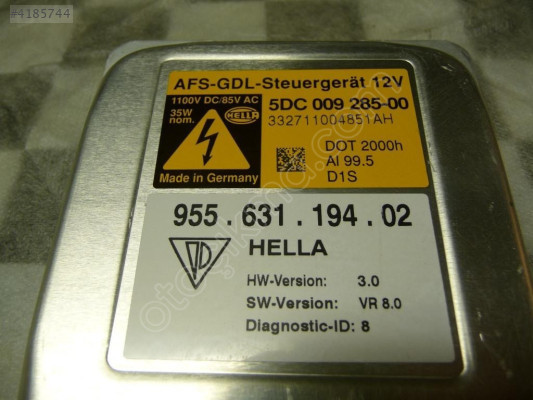 #4185744
AFS-GDL-Steuergerät 12V
1100V DC/85V AC
35W
nom.
HELLA
5DC 009 285-00
332711004851AH
DOT 2000h
AI 99.5
D1S
Made in Germany
955.631.194.02
HELLA
HW-Version: 3.0
SW-Version: VR 8.0
Diagnostic-ID: 8